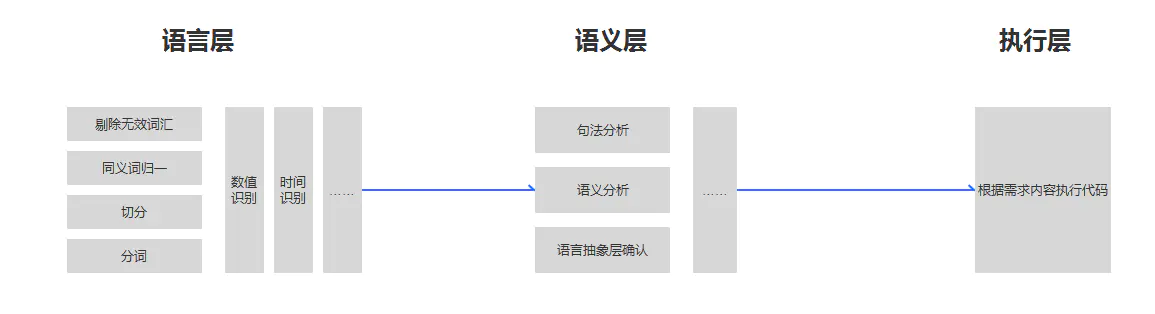 语言层
语义层
执行层
剔除无效词汇
同义词归一
切分
分词
数值
识别
时间
识别
……
句法分析
语义分析
语言抽象层确认
……
根据需求内容执行代码